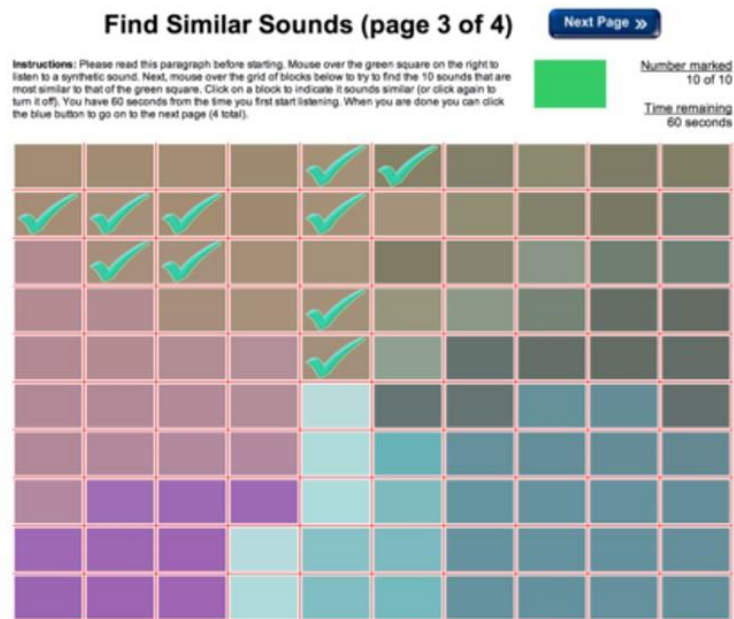 Find Similar Sounds (page 3 of 4)
Next Page »
Instructions: Please read this paragraph before starting. Mouse over the green square on the right to
listen to a synthetic sound. Next, mouse over the grid of blocks below to try to find the 10 sounds that are
most similar to that of the green square. Click on a block to indicate it sounds similar (or click again to
turn it off). You have 60 seconds from the time you first start listening. When you are done you can click
the blue button to go on to the next page (4 total).
Number marked
10 of 10
Time remaining
60 seconds